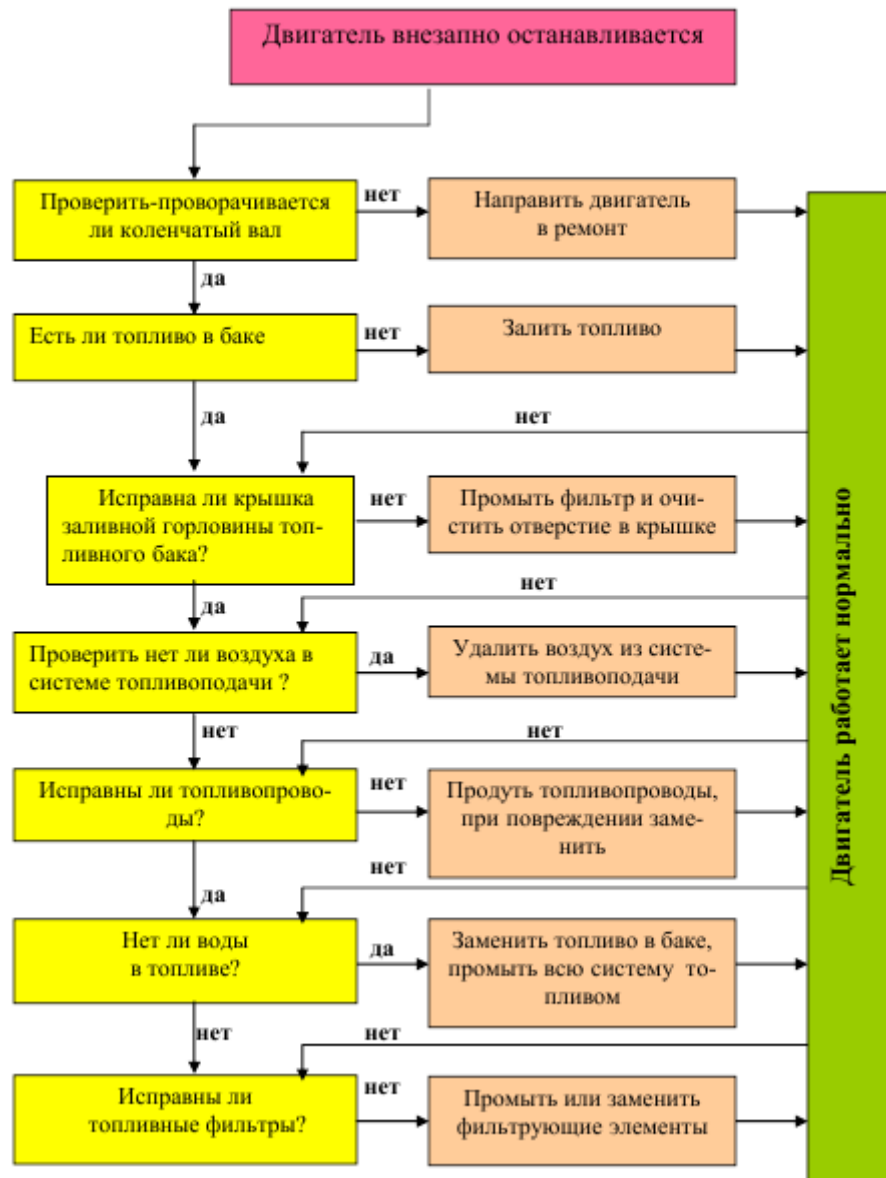 Двигатель внезапно останавливается
Проверить-проворачивается
ли коленчатый вал
нет
Направить двигатель
в ремонт
да
Есть ли топливо в баке
нет
Залить топливо
да
нет
Исправна ли крышка
заливной горловины топ-
ливного бака?
нет
Промыть фильтр и очи-
стить отверстие в крышке
да
нет
Проверить нет ли воздуха в
системе топливоподачи ?
да
Удалить воздух из систе-
мы топливоподачи
нет
нет
Исправны ли топливопрово-
ды?
нет
Продуть топливопроводы,
при повреждении заме-
нить
да
нет
Нет ли воды
в топливе?
да
Заменить топливо в баке,
промыть всю систему то-
пливом
нет
нет
Исправны ли
топливные фильтры?
нет
Промыть или заменить
фильтрующие элементы
Двигатель работает нормально